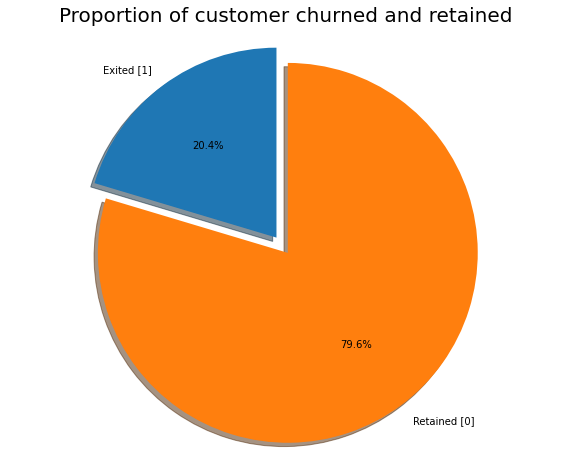 Proportion of customer churned and retained
Exited [1]
20.4%
79.6%
Retained [0]